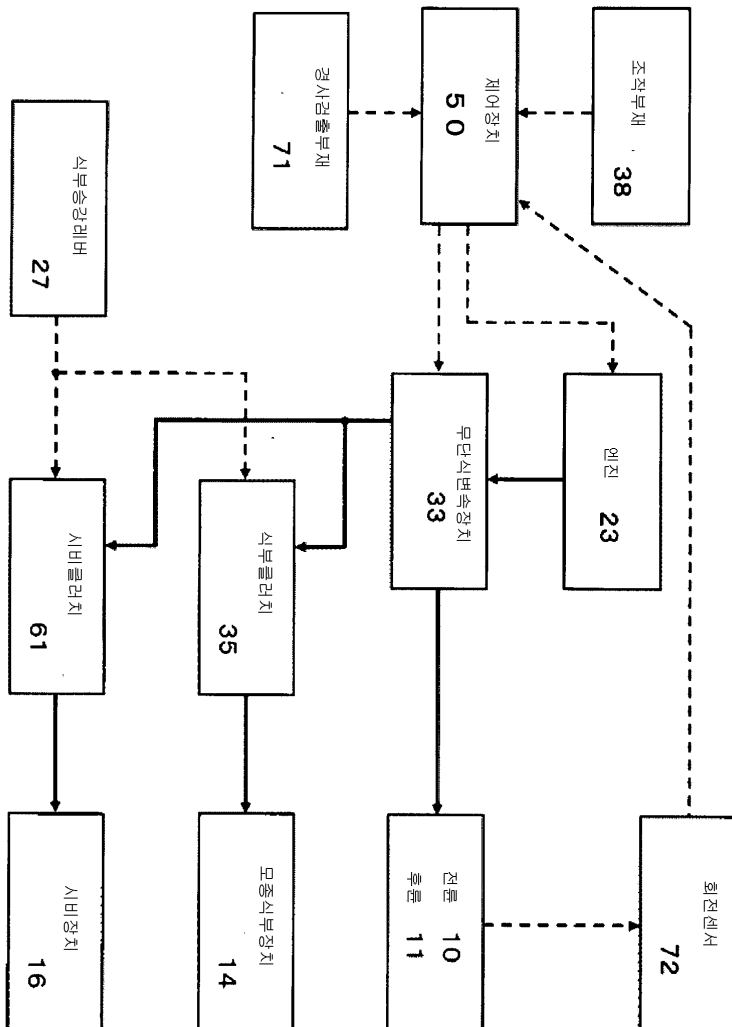 조작부재
38
엔진
23
회전센서
72
제어장치
50
무단식변속장치
33
전륜 10
후륜 11
경사검출부재
71
식부클러치
35
모종식부장치
14
식부승강레버
27
시비클러치
61
시비장치
16